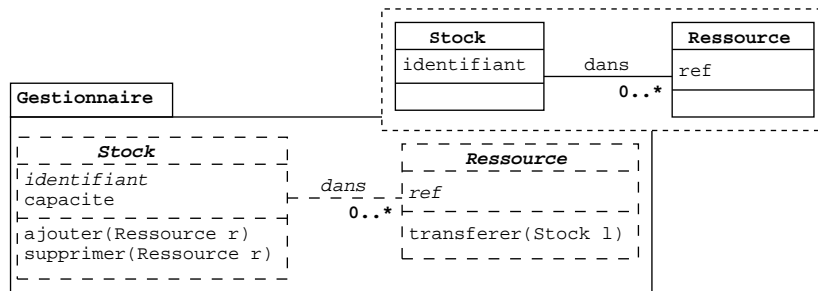 Stock
Ressource
identifiant
dans
ref
0..*
Gestionnaire
Stock
Ressource
identifiant
capacite
dans
ref
0..*
ajouter(Ressource r)
supprimer(Ressource r)
transferer(Stock l)